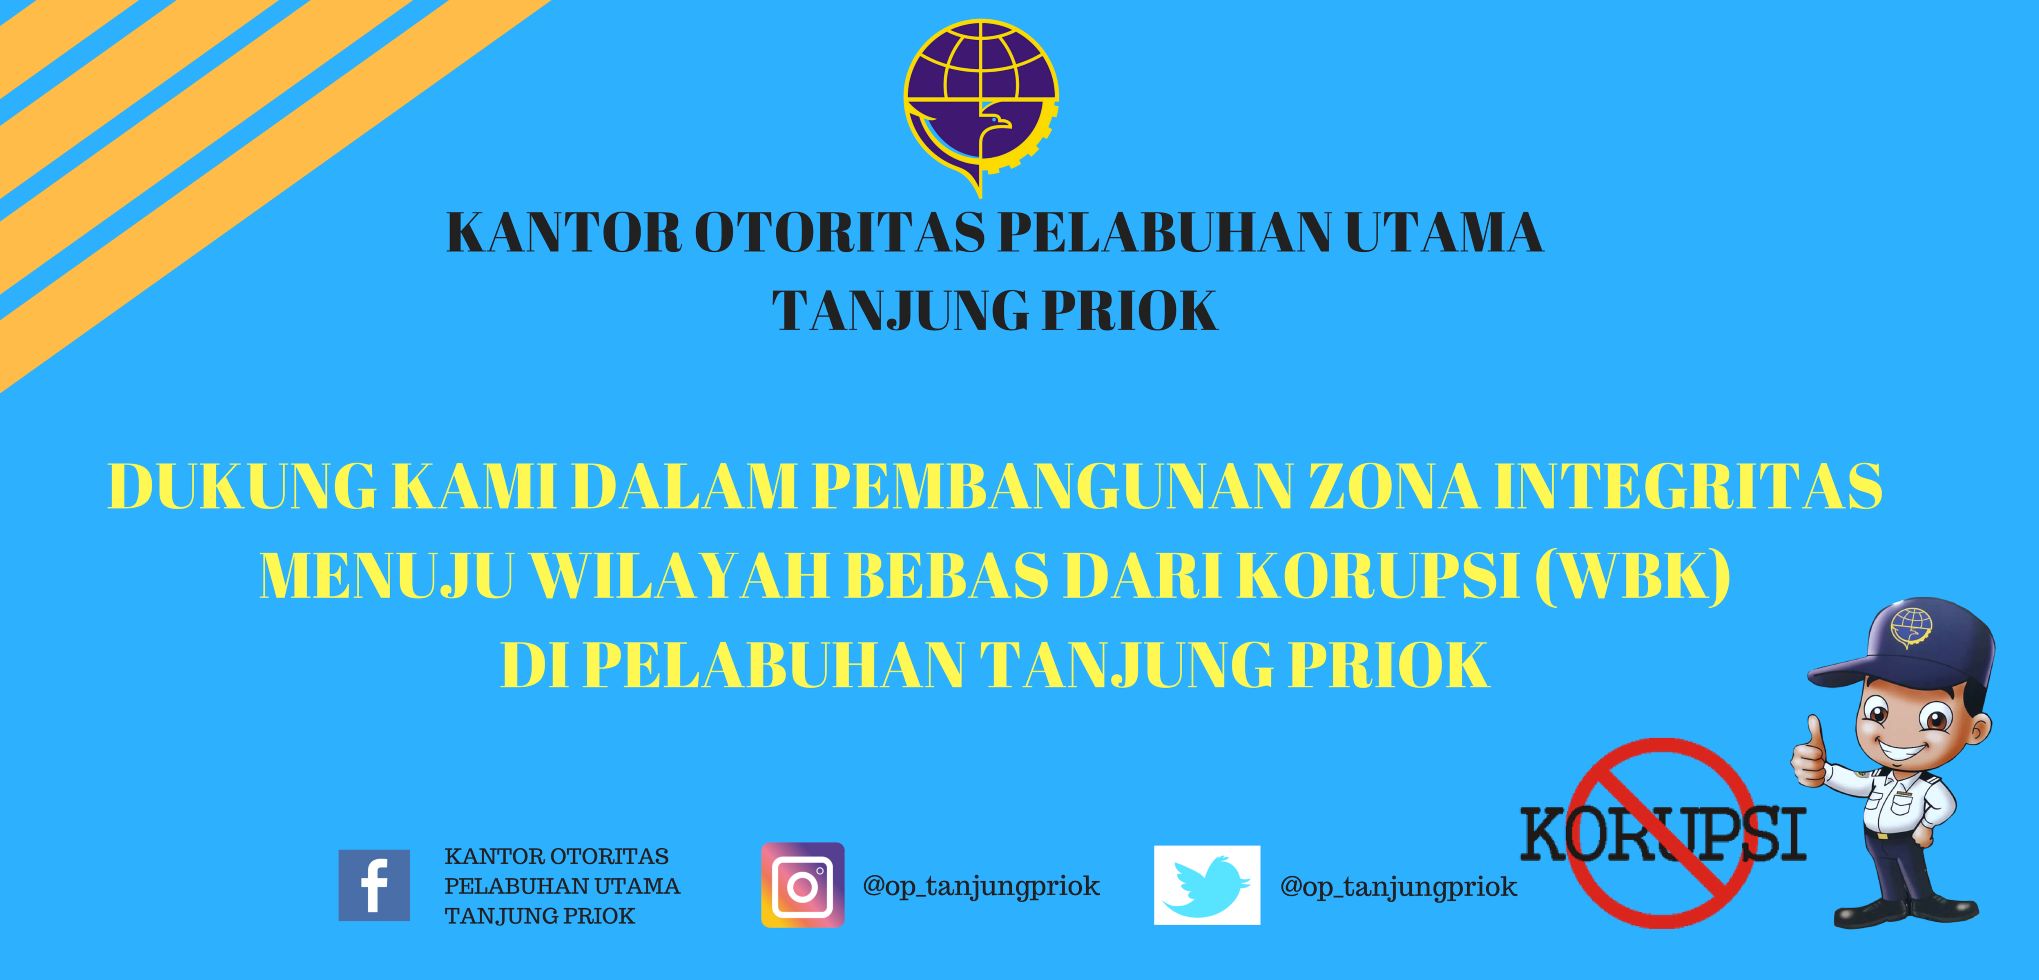 KANTOR OTORITAS PELABUHAN UTAMA
TANJUNG PRIOK
DUKUNG KAMI DALAM PEMBANGUNAN ZONA INTEGRITAS
MENUJU WILAYAH BEBAS DARI KORUPSI (WBK)
DI PELABUHAN TANJUNG PRIOK
KANTOR OTORITAS
PELABUHAN UTAMA
TANJUNG PRIOK
@op_tanjungpriok
@op_tanjungpriok
KORUPSI